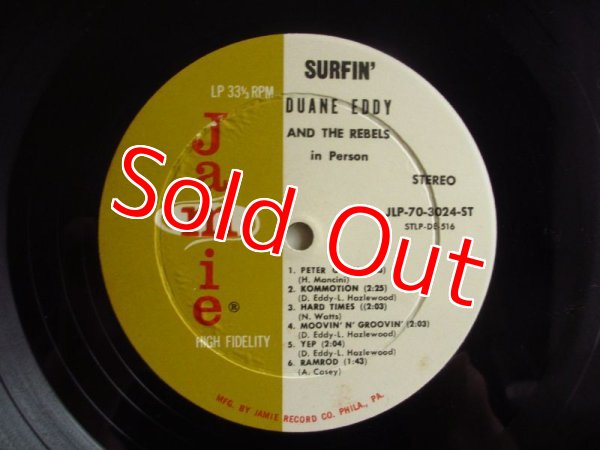 SURFIN'
LP 33⅓ RPM
DUANE EDDY
AND THE REBELS
in Person
STEREO
JLP-70-3024-ST
STLP-DE-516
Jamie®
HIGH FIDELITY
Sold Out
1. PETER
(H. Mancini)
2. KOMMOTION (2:25)
(D. Eddy-L. Hazlewood)
3. HARD TIMES ((2:03)
(N. Watts)
4. MOOVIN' N' GROOVIN' (2:03)
(D. Eddy-L. Hazlewood)
5. YEP (2:04)
(D. Eddy-L. Hazlewood)
6. RAMROD (1:43)
(A. Casey)
MFG. BY JAMIE RECORD CO. PHILA., PA.